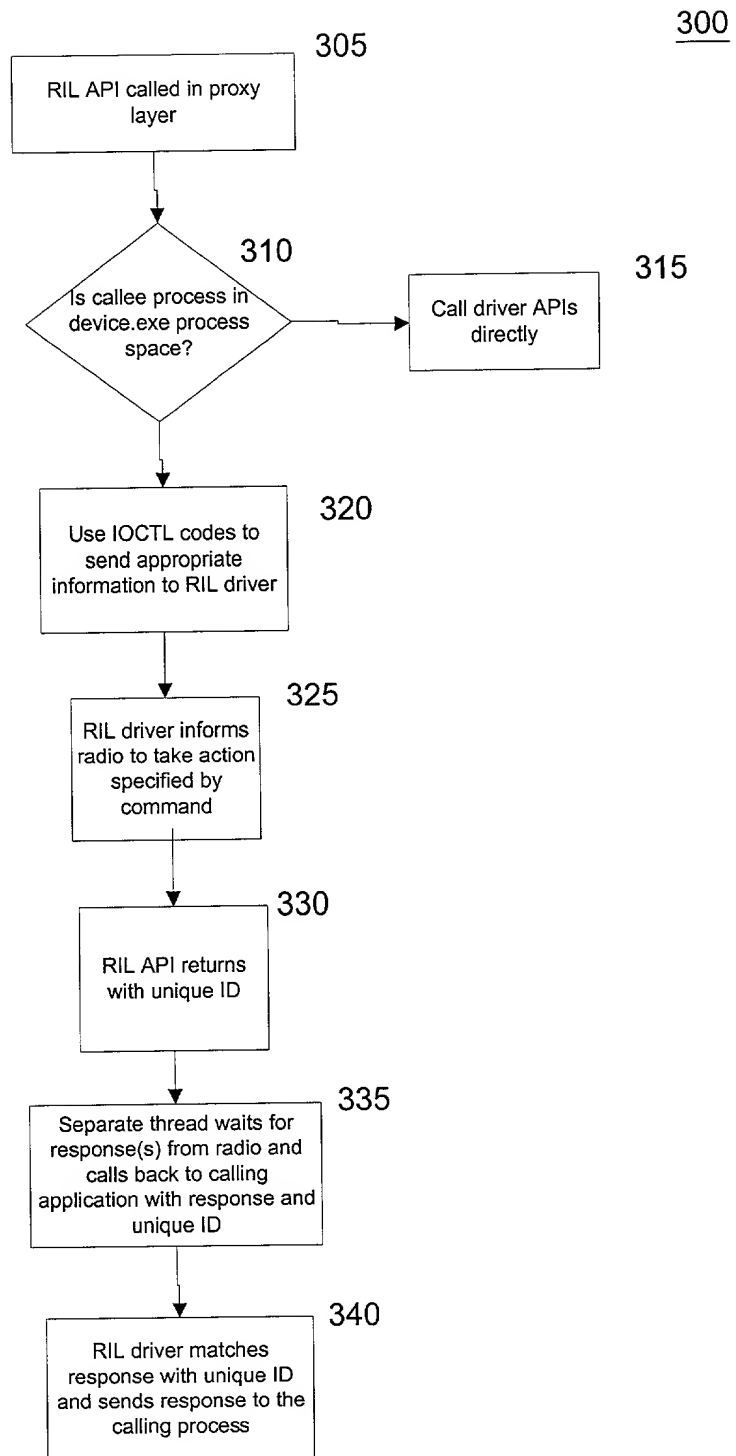 300
305
RIL API called in proxy
layer
310
Is callee process in
device.exe process
space?
315
Call driver APIs
directly
320
Use IOCTL codes to
send appropriate
information to RIL driver
325
RIL driver informs
radio to take action
specified by
command
330
RIL API returns
with unique ID
335
Separate thread waits for
response(s) from radio and
calls back to calling
application with response and
unique ID
340
RIL driver matches
response with unique ID
and sends response to the
calling process